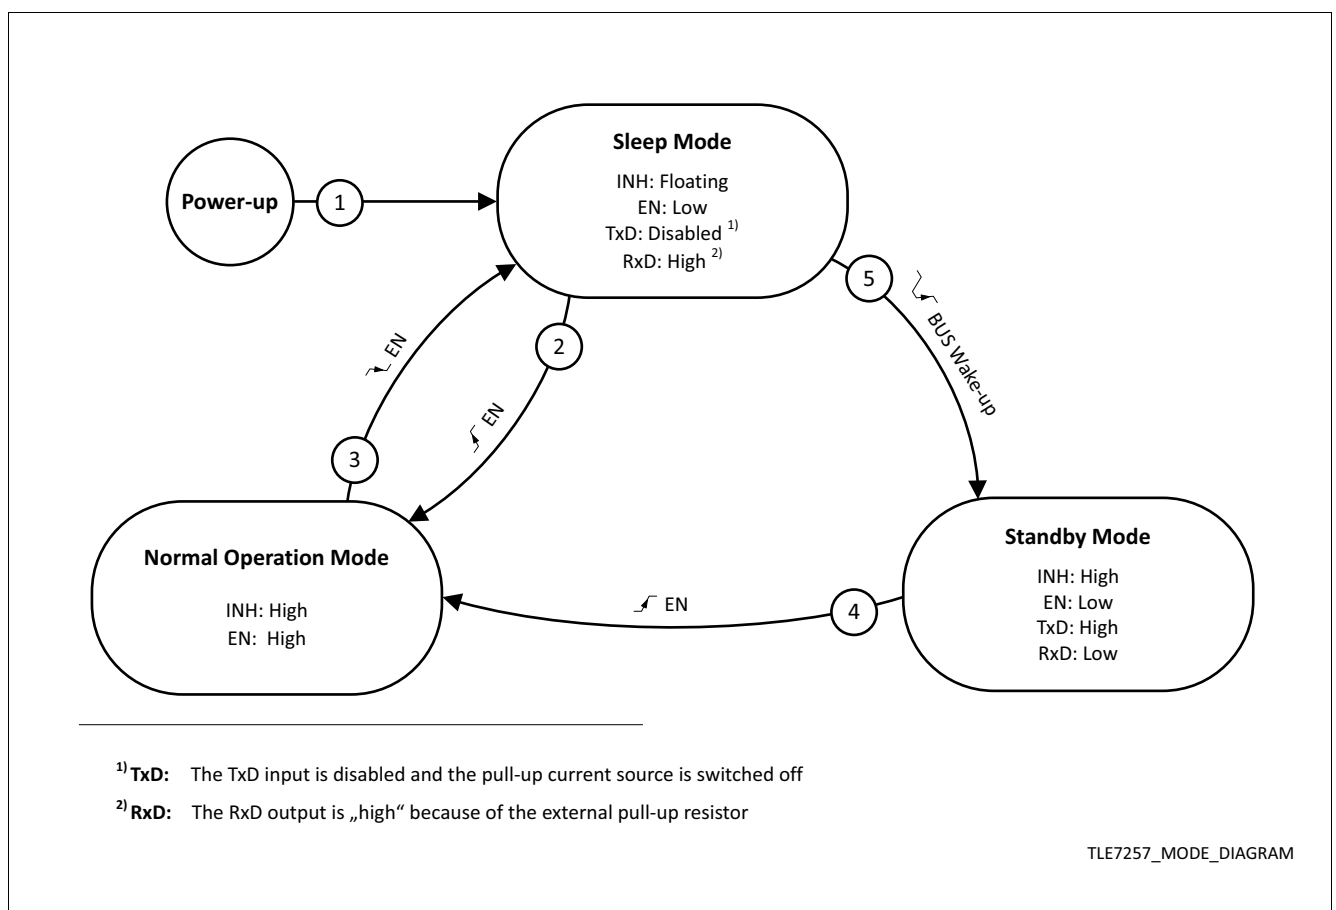 Sleep Mode
INH: Floating
EN: Low
TxD: Disabled 1)
RxD: High 2)
Power-up
1
5
BUS Wake-up
2
EN
EN
3
Normal Operation Mode
INH: High
EN: High
Standby Mode
INH: High
EN: Low
TxD: High
RxD: Low
EN
4
1) TxD: The TxD input is disabled and the pull-up current source is switched off
2) RxD: The RxD output is „high“ because of the external pull-up resistor
TLE7257_MODE_DIAGRAM